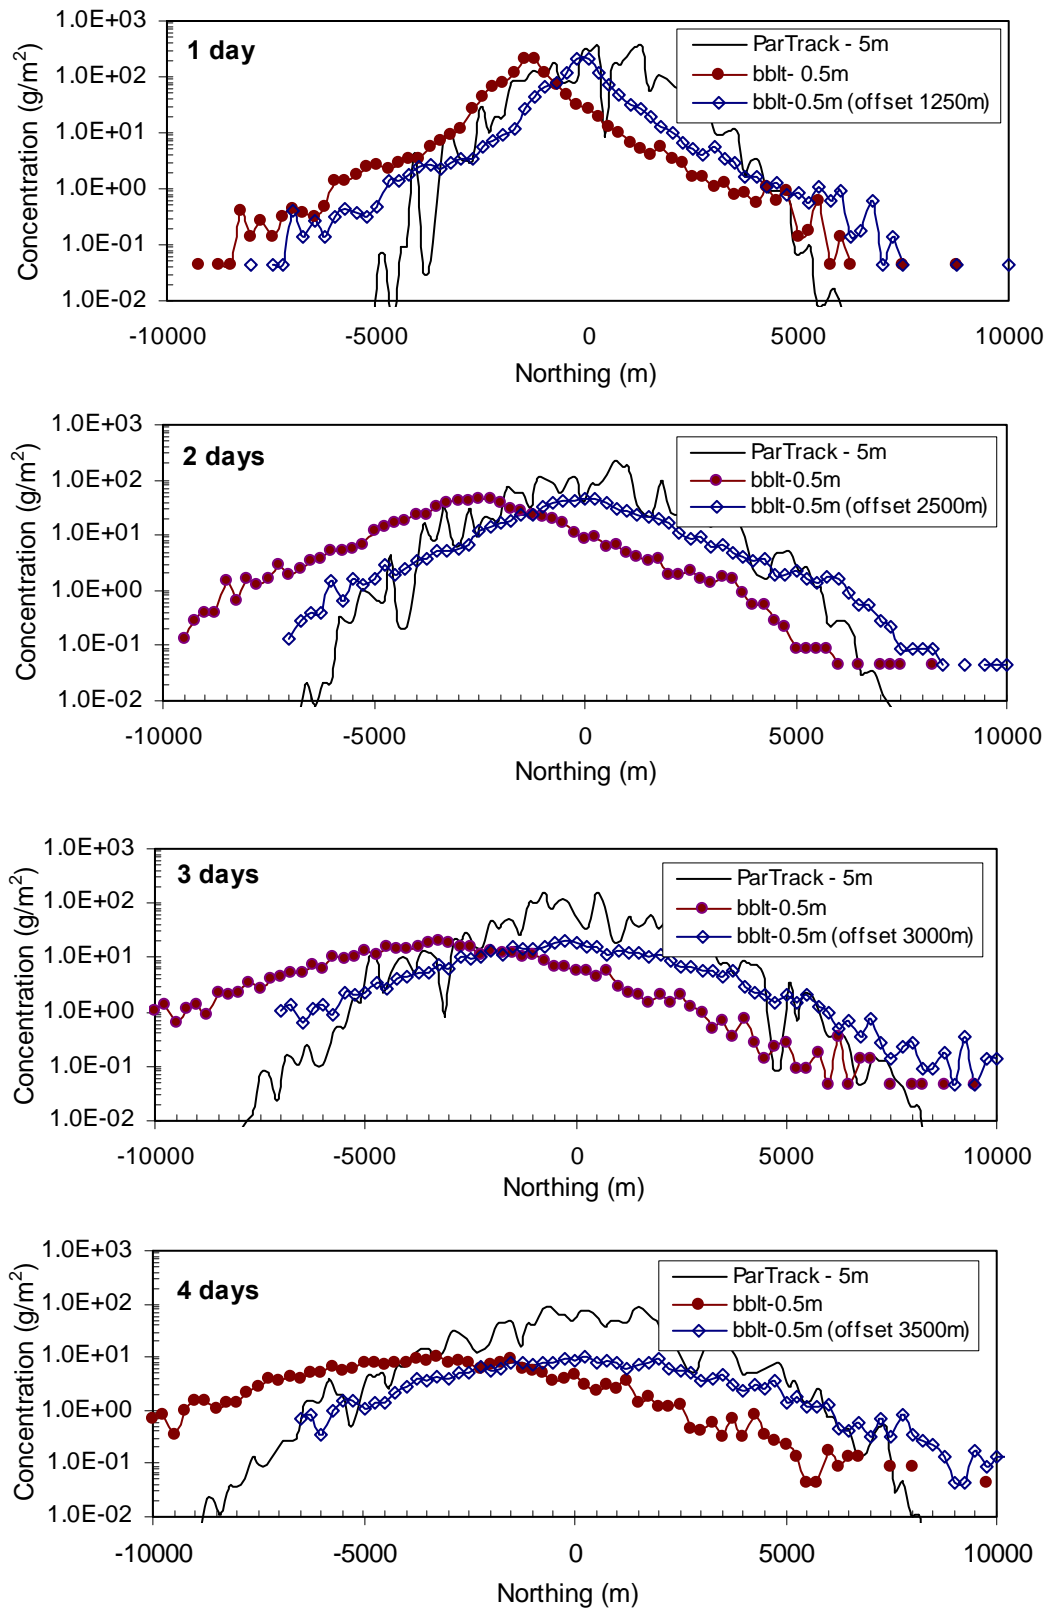 1 day
1.0E+03
1.0E+02
1.0E+01
1.0E+00
1.0E-01
1.0E-02
Concentration (g/m²)
ParTrack - 5m
bblt- 0.5m
bblt-0.5m (offset 1250m)
-10000 -5000 0 5000 10000
Northing (m)
2 days
1.0E+03
1.0E+02
1.0E+01
1.0E+00
1.0E-01
1.0E-02
Concentration (g/m²)
ParTrack - 5m
bblt-0.5m
bblt-0.5m (offset 2500m)
-10000 -5000 0 5000 10000
Northing (m)
3 days
1.0E+03
1.0E+02
1.0E+01
1.0E+00
1.0E-01
1.0E-02
Concentration (g/m²)
ParTrack - 5m
bblt-0.5m
bblt-0.5m (offset 3000m)
-10000 -5000 0 5000 10000
Northing (m)
4 days
1.0E+03
1.0E+02
1.0E+01
1.0E+00
1.0E-01
1.0E-02
Concentration (g/m²)
ParTrack - 5m
bblt-0.5m
bblt-0.5m (offset 3500m)
-10000 -5000 0 5000 10000
Northing (m)